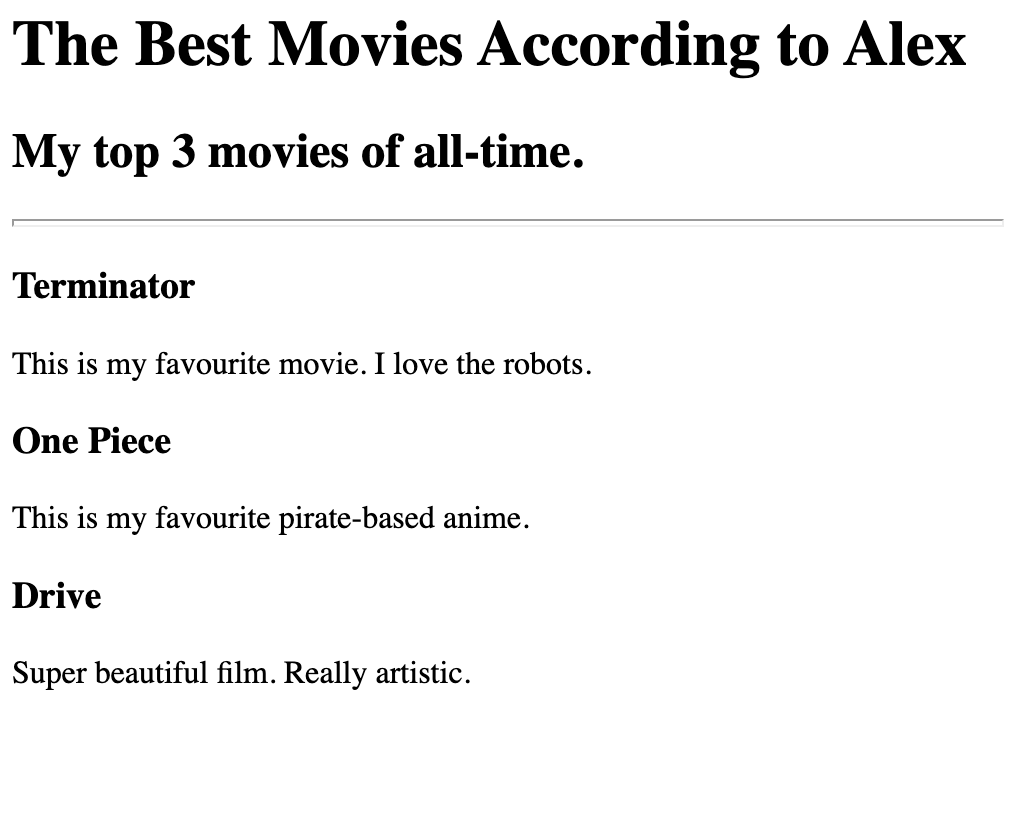 The Best Movies According to Alex
My top 3 movies of all-time.
Terminator
This is my favourite movie. I love the robots.
One Piece
This is my favourite pirate-based anime.
Drive
Super beautiful film. Really artistic.